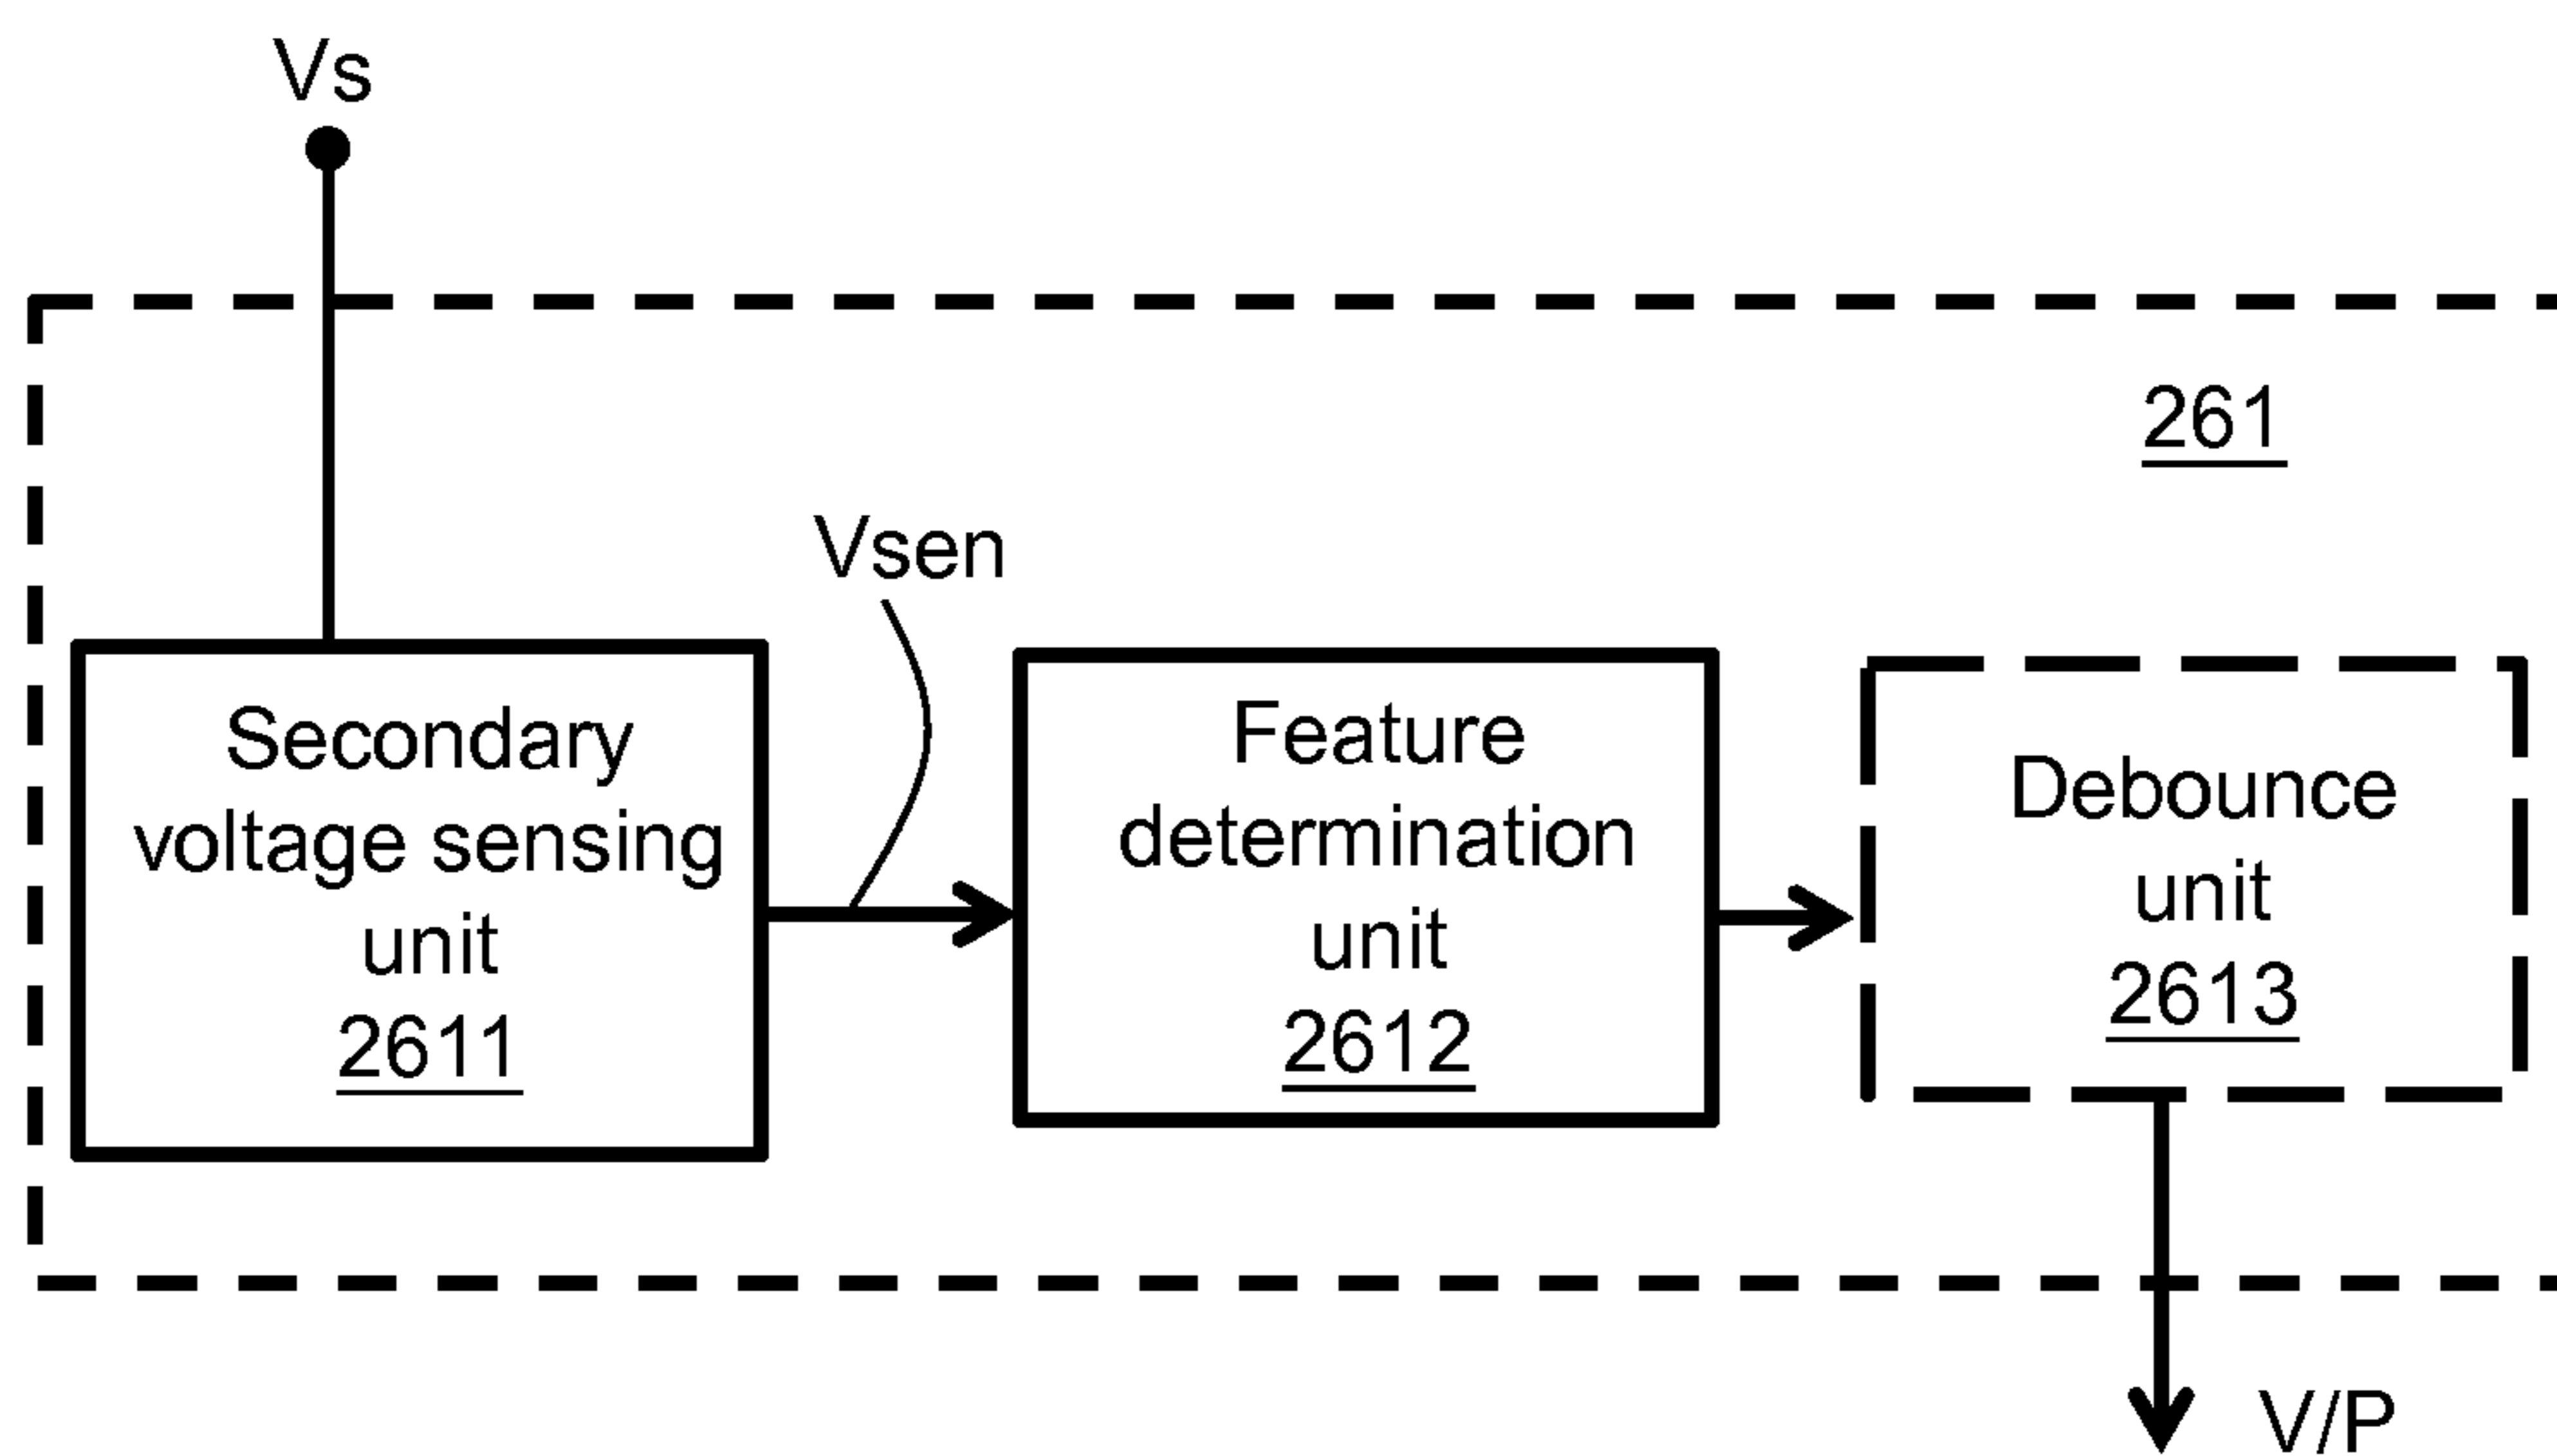 Vs
261
Vsen
Secondary
voltage sensing
unit
2611
Feature
determination
unit
2612
Debounce
unit
2613
V/P